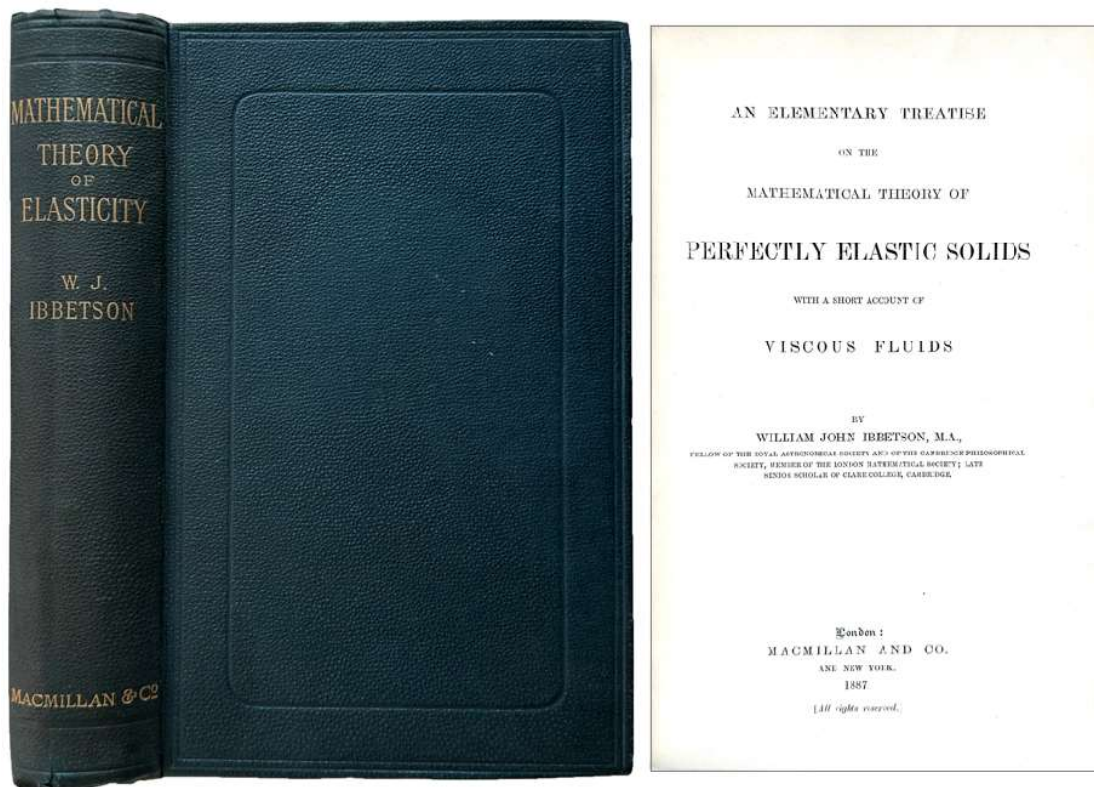 MATHEMATICAL
THEORY
OF
ELASTICITY
W. J.
IBBETSON
MACMILLAN & Co
AN ELEMENTARY TREATISE
ON THE
MATHEMATICAL THEORY OF
PERFECTLY ELASTIC SOLIDS
WITH A SHORT ACCOUNT OF
VISCOUS FLUIDS
BY
WILLIAM JOHN IBBETSON, M.A.,
FELLOW OF THE ROYAL ASTRONOMICAL SOCIETY AND OF THE CAMBRIDGE PHILOSOPHICAL
SOCIETY, MEMBER OF THE LONDON MATHEMATICAL SOCIETY; LATE
SENIOR SCHOLAR OF CLARE COLLEGE, CAMBRIDGE.
London:
MACMILLAN AND CO.
AND NEW YORK.
1887
[All rights reserved.]